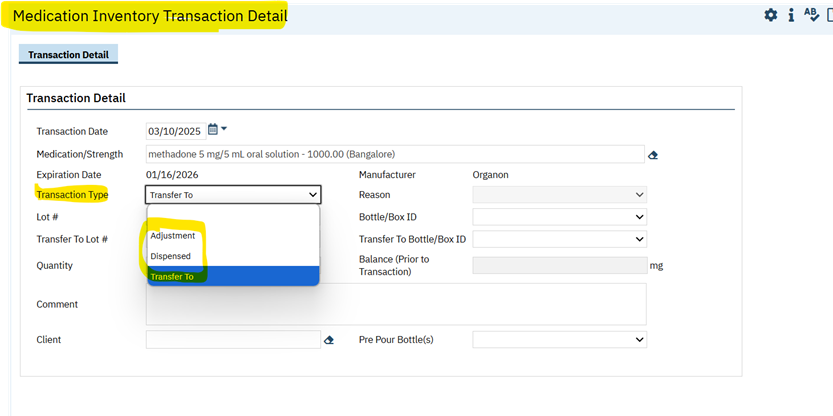 Medication Inventory Transaction Detail
AB
Transaction Detail
Transaction Detail
Transaction Date 03/10/2025
Medication/Strength methadone 5 mg/5 mL oral solution - 1000.00 (Bangalore)
Expiration Date 01/16/2026 Manufacturer Organon
Transaction Type Transfer To Reason
Lot # Bottle/Box ID
Adjustment
Transfer To Lot # Transfer To Bottle/Box ID
Dispensed
Quantity Balance (Prior to
Transaction) mg
Transfer To
Comment
Client Pre Pour Bottle(s)